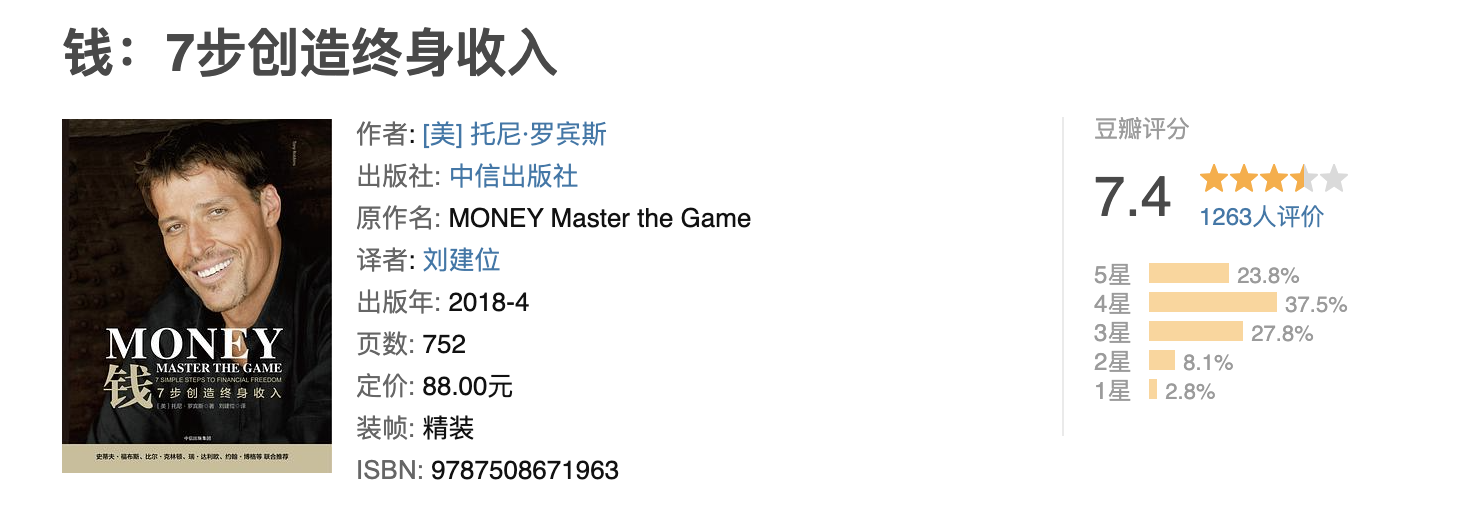 钱：7步创造终身收入
MONEY
钱
MASTER THE GAME
7 SIMPLE STEPS TO FINANCIAL FREEDOM
7步创造终身收入
[美]托尼·罗宾斯◎著 刘建位◎译
中信出版集团
史蒂夫·福布斯、比尔·克林顿、瑞·达利欧、约翰·博格等 联合推荐
作者: [美] 托尼·罗宾斯
出版社: 中信出版社
原作名: MONEY Master the Game
译者: 刘建位
出版年: 2018-4
页数: 752
定价: 88.00元
装帧: 精装
ISBN: 9787508671963
豆瓣评分
7.4
1263人评价
5星 23.8%
4星 37.5%
3星 27.8%
2星 8.1%
1星 2.8%